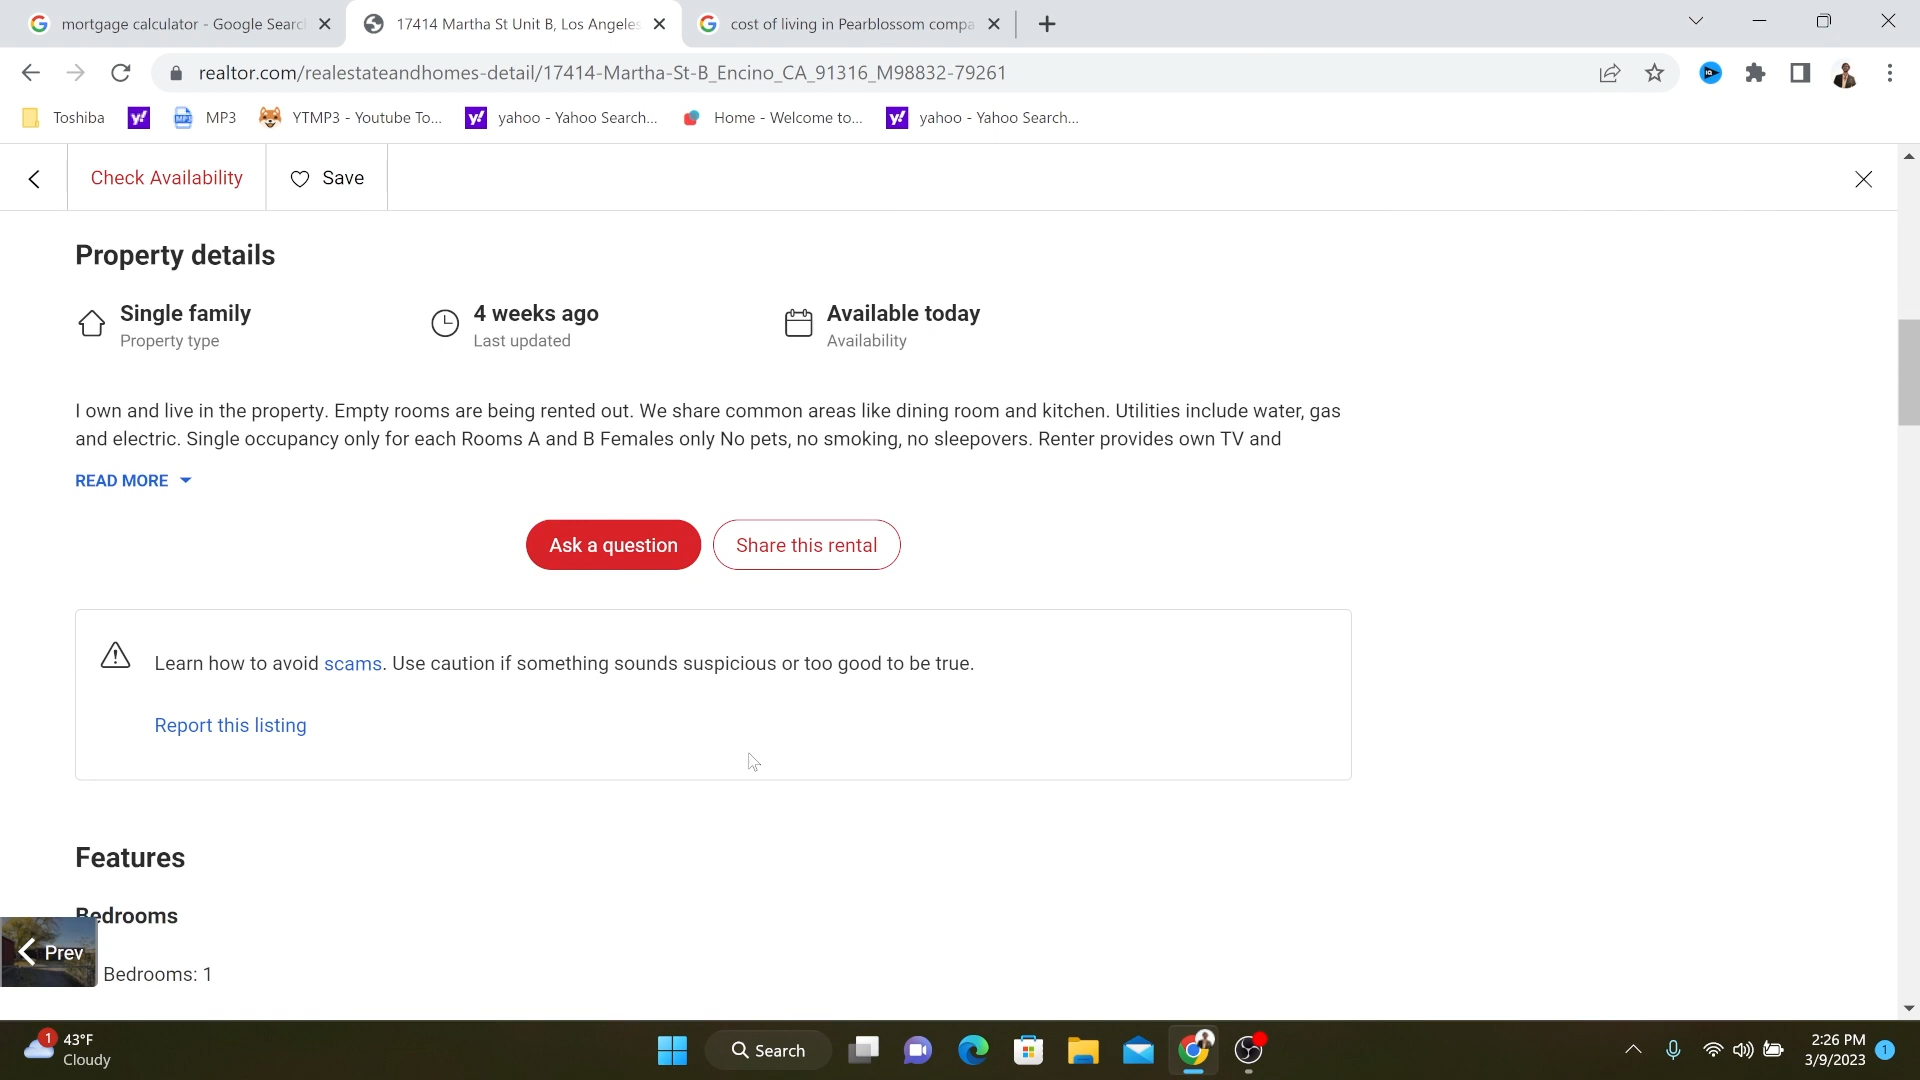 mortgage calculator - Google Searc
17414 Martha St Unit B, Los Angeles
cost of living in Pearblossom compa
realtor.com/realestateandhomes-detail/17414-Martha-St-B_Encino_CA_91316_M98832-79261
Toshiba
MP3
YTMP3 - Youtube To...
yahoo - Yahoo Search...
Home - Welcome to...
yahoo - Yahoo Search...
Check Availability
Save
Property details
Single family
4 weeks ago
Available today
Property type
Last updated
Availability
I own and live in the property. Empty rooms are being rented out. We share common areas like dining room and kitchen. Utilities include water, gas
and electric. Single occupancy only for each Rooms A and B Females only No pets, no smoking, no sleepovers. Renter provides own TV and
READ MORE
Ask a question
Share this rental
Learn how to avoid scams. Use caution if something sounds suspicious or too good to be true.
Report this listing
Features
Bedrooms
Prev
Bedrooms: 1
1
43°F
Cloudy
Search
2:26 PM
3/9/2023
1